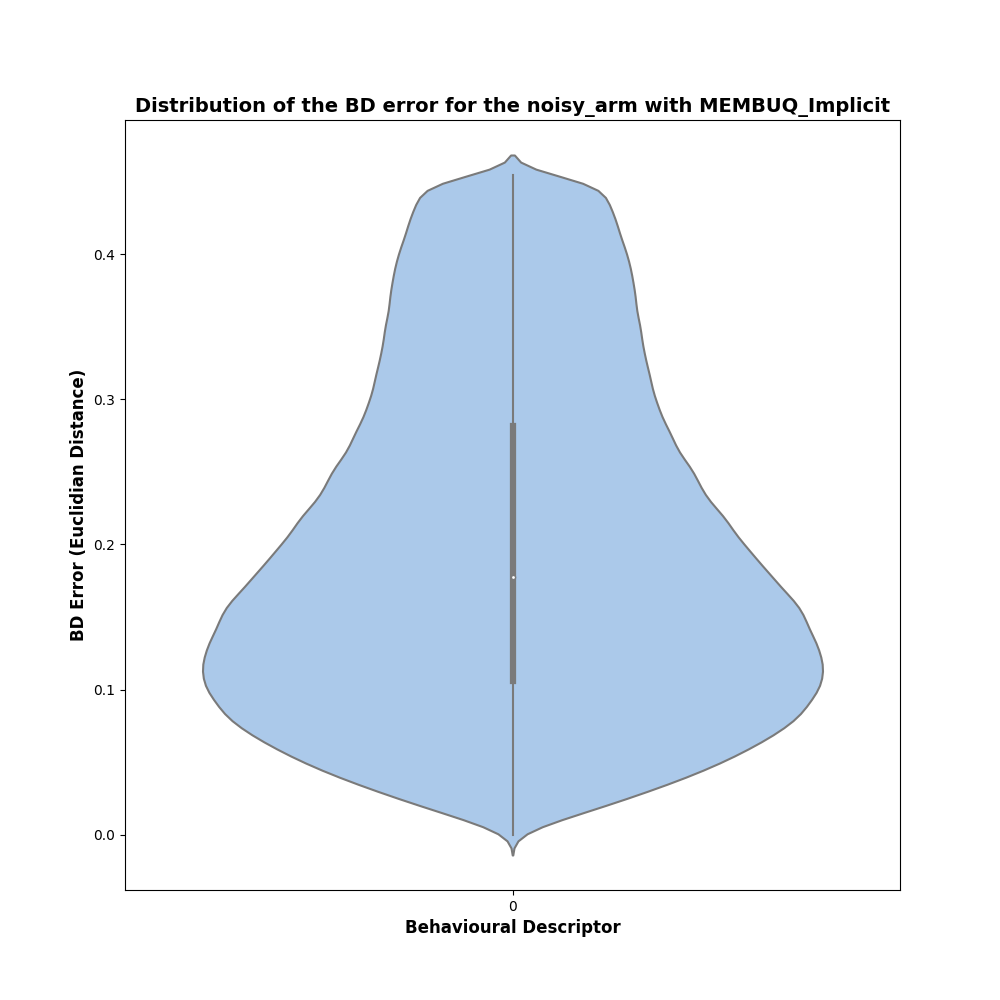 Distribution of the BD error for the noisy_arm with MEMBUQ_Implicit
0.4
0.3
0.2
0.1
0.0
BD Error (Euclidian Distance)
0
Behavioural Descriptor